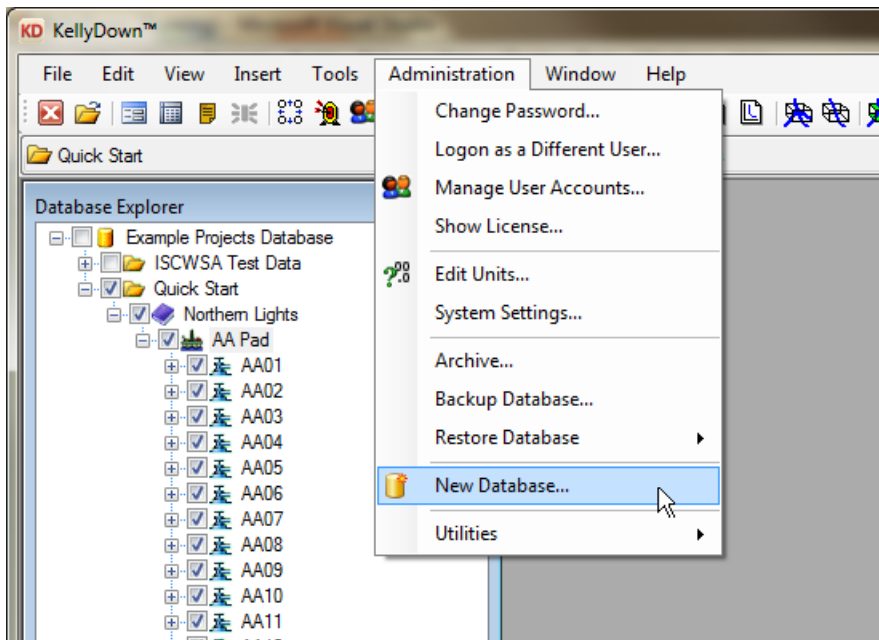 KD KellyDown™
File Edit View Insert Tools Administration Window Help
Quick Start
Database Explorer
Example Projects Database
ISCWSA Test Data
Quick Start
Northern Lights
AA Pad
AA01
AA02
AA03
AA04
AA05
AA06
AA07
AA08
AA09
AA10
AA11
Change Password...
Logon as a Different User...
Manage User Accounts...
Show License...
Edit Units...
System Settings...
Archive...
Backup Database...
Restore Database
New Database...
Utilities